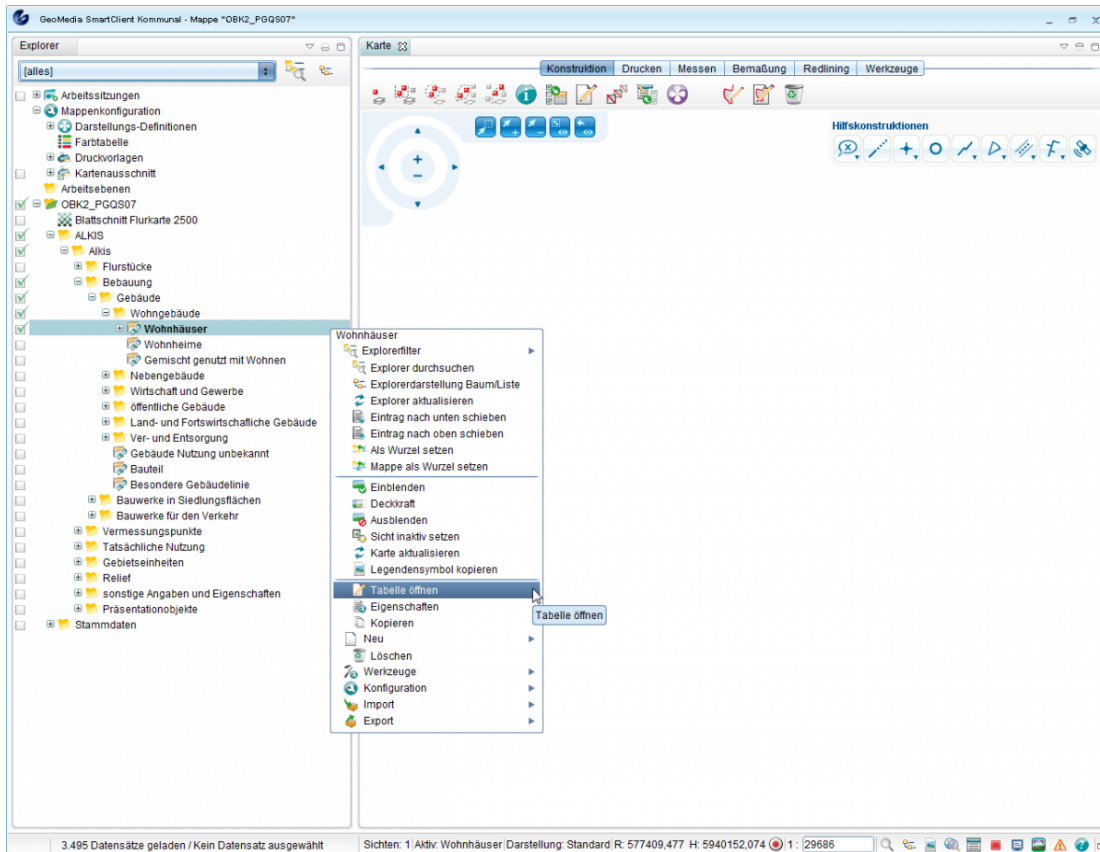 GeoMedia SmartClient Kommunal - Mappe "OBK2_PGQS07"
Explorer
[alles]
Arbeitssitzungen
Mappenkonfiguration
Darstellungs-Definitionen
Farbtabelle
Druckvorlagen
Kartenausschnitt
Arbeitsebenen
OBK2_PGQS07
Blattschnitt Flurkarte 2500
ALKIS
Alkis
Flurstücke
Bebauung
Gebäude
Wohngebäude
Wohnhäuser
Wohnheime
Gemischt genutzt mit Wohnen
Nebengebäude
Wirtschaft und Gewerbe
öffentliche Gebäude
Land- und Fortswirtschafliche Gebäude
Ver- und Entsorgung
Gebäude Nutzung unbekannt
Bauteil
Besondere Gebäudelinie
Bauwerke in Siedlungsflächen
Bauwerke für den Verkehr
Vermessungspunkte
Tatsächliche Nutzung
Gebietseinheiten
Relief
sonstige Angaben und Eigenschaften
Präsentationobjekte
Stammdaten
Karte
Konstruktion Drucken Messen Bemaßung Redlining Werkzeuge
Hilfskonstruktionen
Wohnhäuser
Explorerfilter
Explorer durchsuchen
Explorerdarstellung Baum/Liste
Explorer aktualisieren
Eintrag nach unten schieben
Eintrag nach oben schieben
Als Wurzel setzen
Mappe als Wurzel setzen
Einblenden
Deckkraft
Ausblenden
Sicht inaktiv setzen
Karte aktualisieren
Legendensymbol kopieren
Tabelle öffnen
Eigenschaften
Kopieren
Neu
Löschen
Werkzeuge
Konfiguration
Import
Export
Tabelle öffnen
3.495 Datensätze geladen / Kein Datensatz ausgewählt
Sichten: 1 Aktiv: Wohnhäuser Darstellung: Standard R: 577409,477 H: 5940152,074 1 : 29686